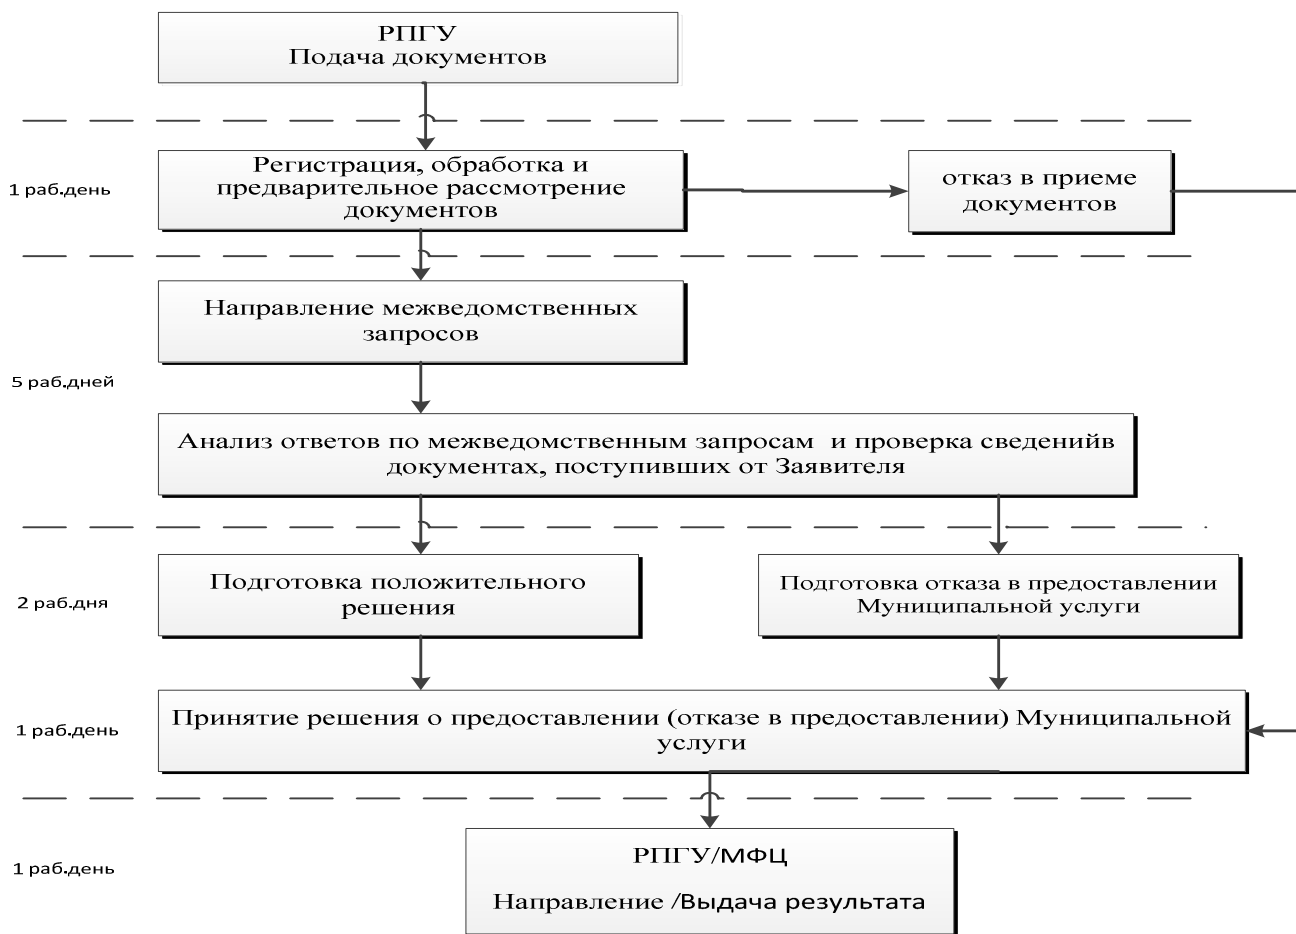 РПГУ
Подача документов
1 раб.день
Регистрация, обработка и
предварительное рассмотрение
документов
отказ в приеме
документов
Направление межведомственных
запросов
5 раб.дней
Анализ ответов по межведомственным запросам и проверка сведенийв
документах, поступивших от Заявителя
2 раб.дня
Подготовка положительного
решения
Подготовка отказа в предоставлении
Муниципальной услуги
1 раб.день
Принятие решения о предоставлении (отказе в предоставлении) Муниципальной
услуги
1 раб.день
РПГУ/МФЦ
Направление /Выдача результата